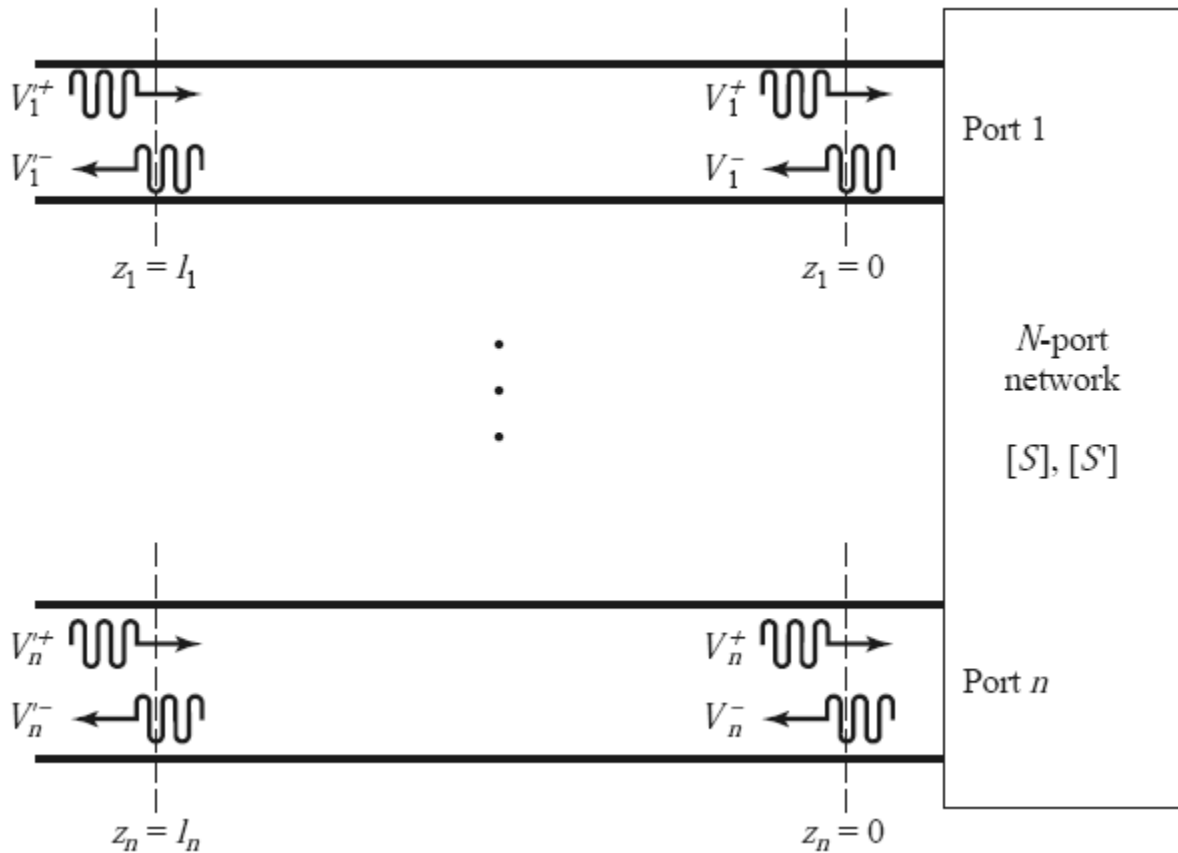 V₁′⁺ V₁⁺
Port 1
V₁′⁻ V₁⁻
z₁ = l₁ z₁ = 0
N-port
network
[S], [S']
Vₙ′⁺ Vₙ⁺
Port n
Vₙ′⁻ Vₙ⁻
zₙ = lₙ zₙ = 0